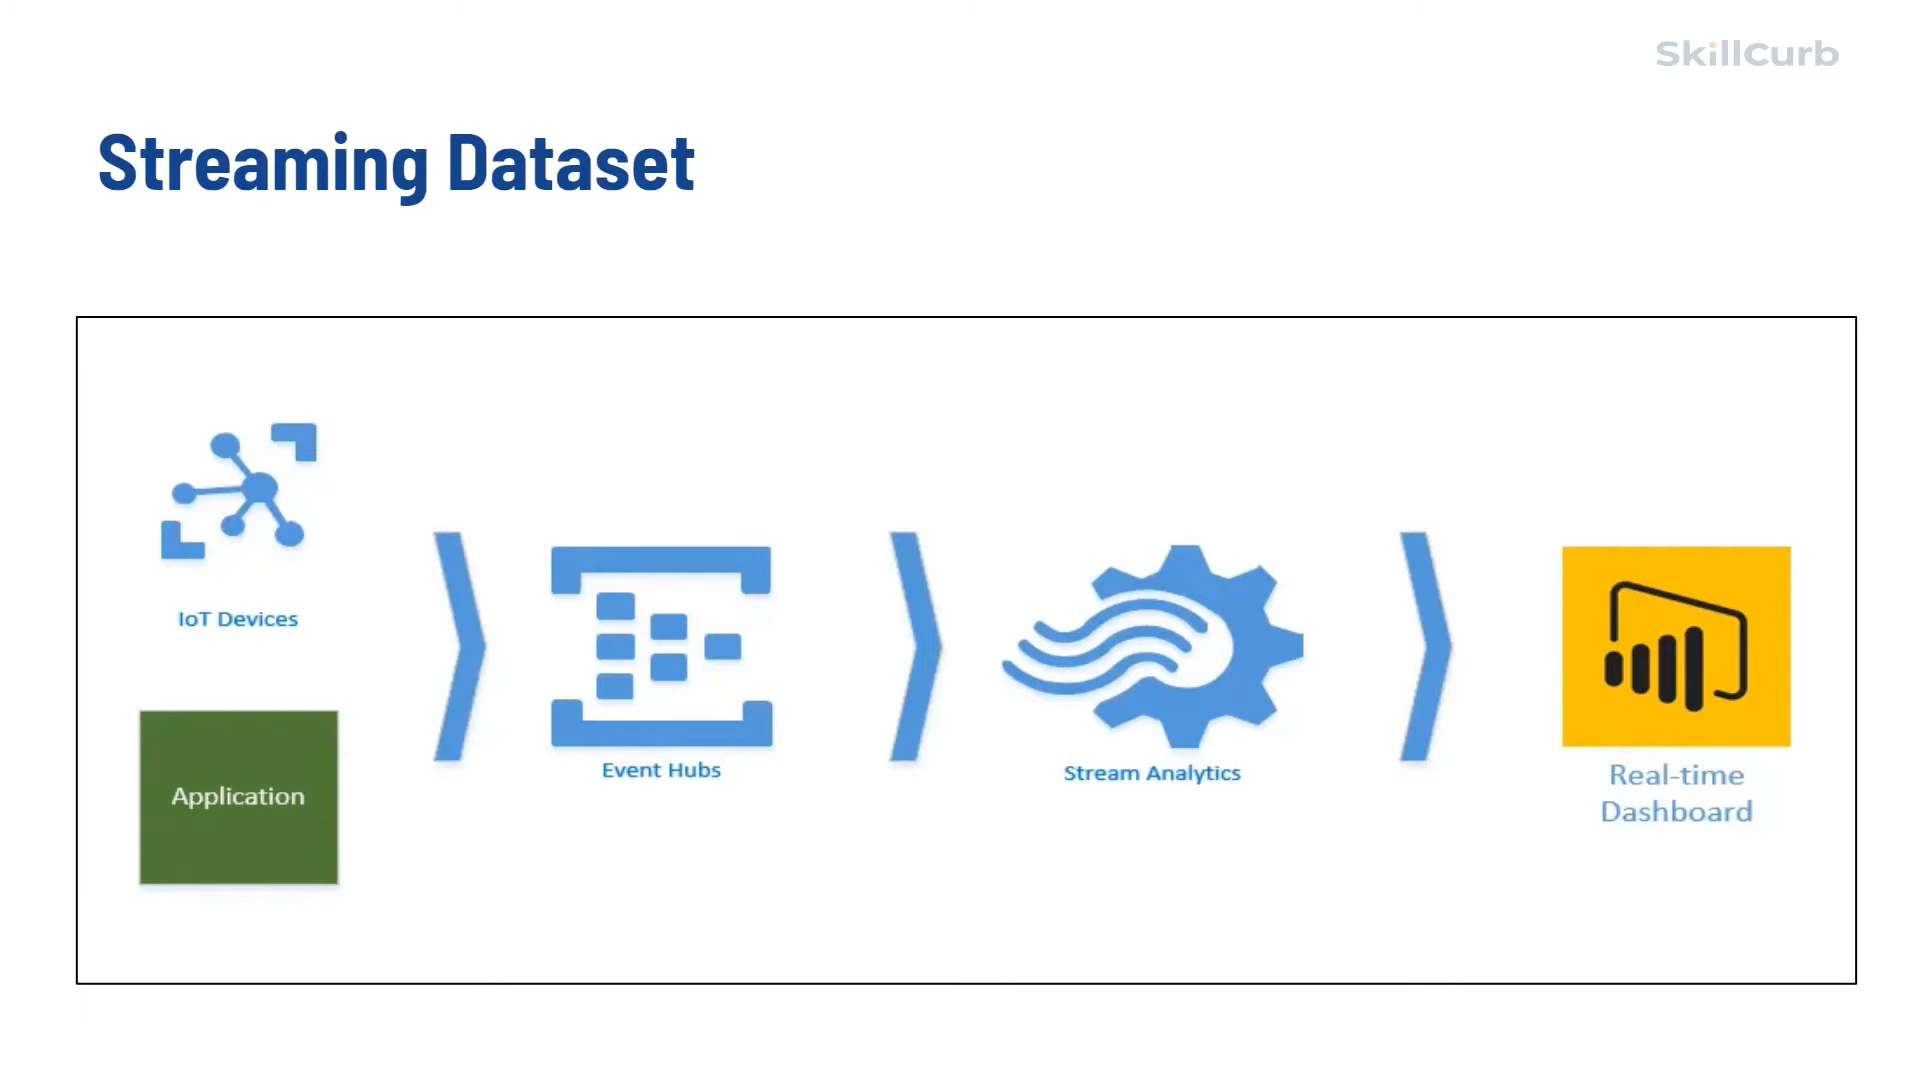 SkillCurb
Streaming Dataset
IoT Devices
Application
Event Hubs
Stream Analytics
Real-time
Dashboard